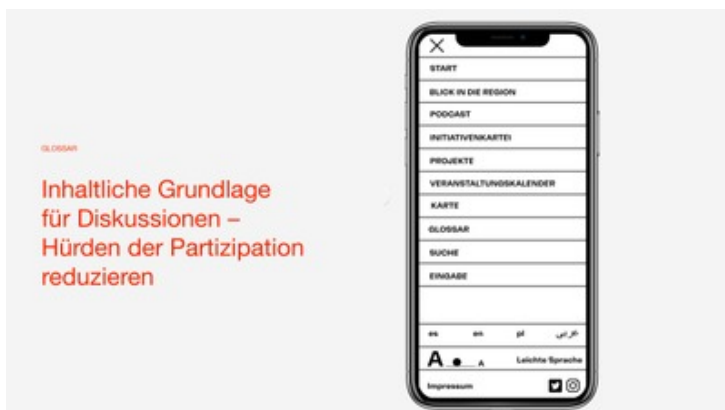 GLOSSAR
Inhaltliche Grundlage
für Diskussionen –
Hürden der Partizipation
reduzieren
START
BLICK IN DIE REGION
PODCAST
INITIATIVENKARTEI
PROJEKTE
VERANSTALTUNGSKALENDER
KARTE
GLOSSAR
SUCHE
EINGABE
es en pl عربي
A A Leichte Sprache
Impressum